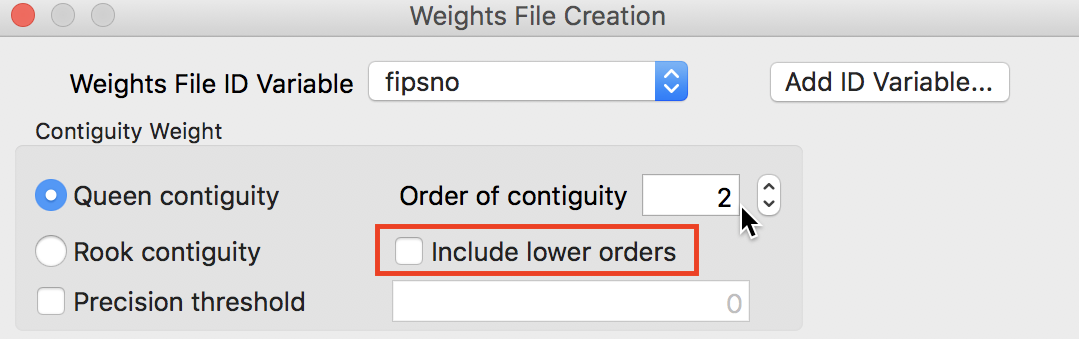 Weights File Creation
Weights File ID Variable fipsno Add ID Variable...
Contiguity Weight
Queen contiguity Order of contiguity 2
Rook contiguity Include lower orders
Precision threshold 0